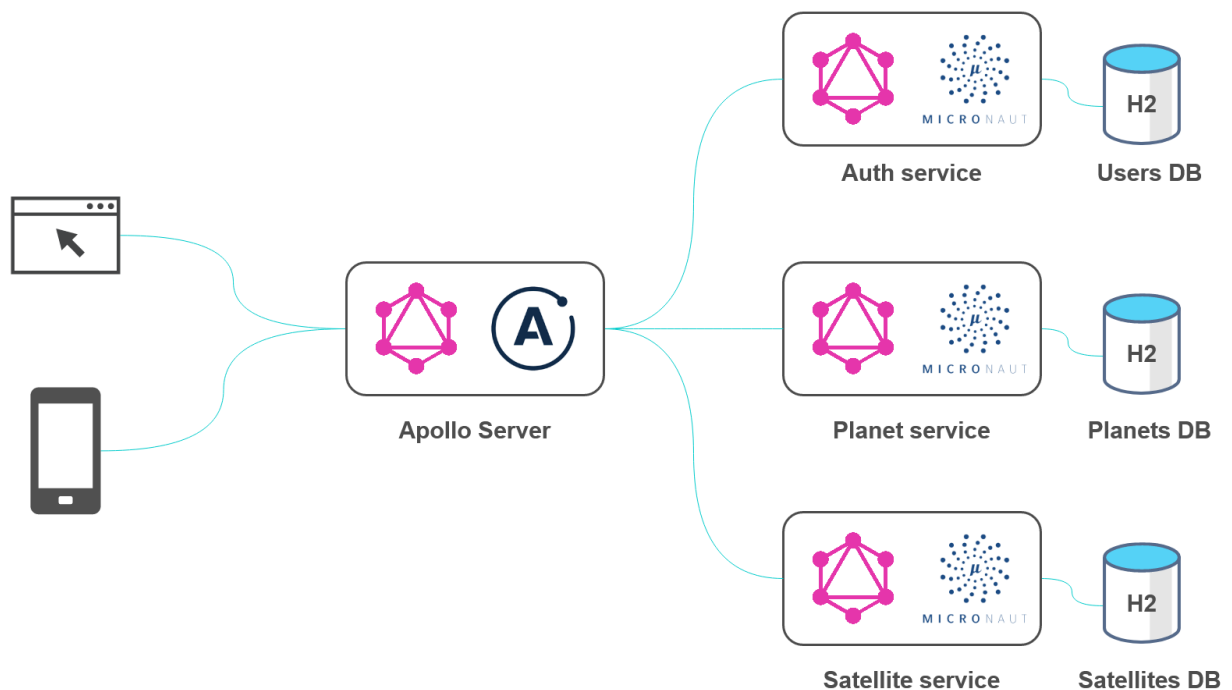 μ
MICRONAUT
H2
Auth service
Users DB
A
Apollo Server
μ
MICRONAUT
H2
Planet service
Planets DB
μ
MICRONAUT
H2
Satellite service
Satellites DB